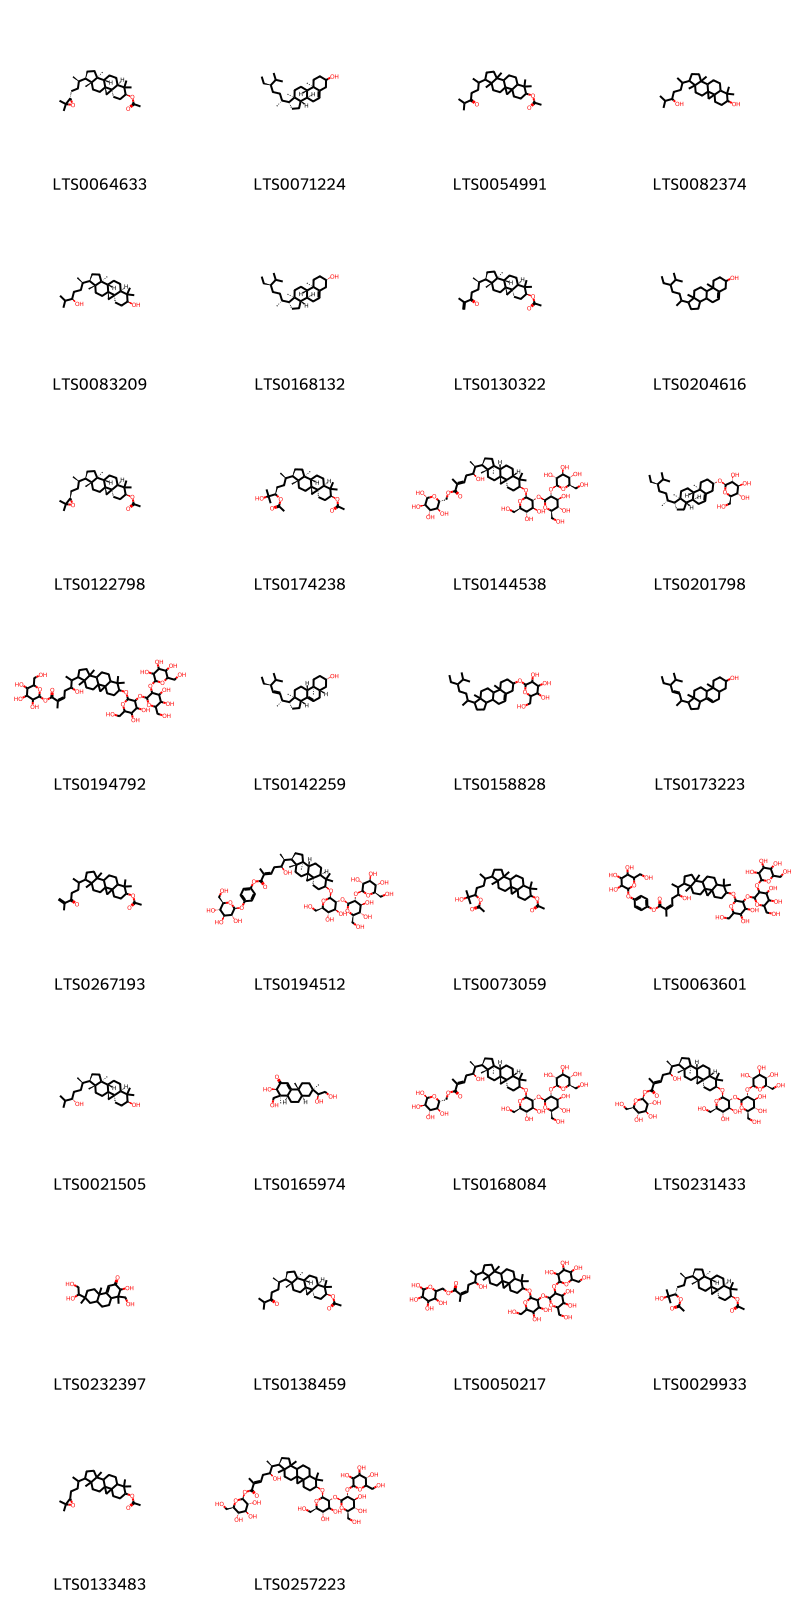 LTS0064633 LTS0071224 LTS0054991 LTS0082374
LTS0083209 LTS0168132 LTS0130322 LTS0204616
LTS0122798 LTS0174238 LTS0144538 LTS0201798
LTS0194792 LTS0142259 LTS0158828 LTS0173223
LTS0267193 LTS0194512 LTS0073059 LTS0063601
LTS0021505 LTS0165974 LTS0168084 LTS0231433
LTS0232397 LTS0138459 LTS0050217 LTS0029933
LTS0133483 LTS0257223